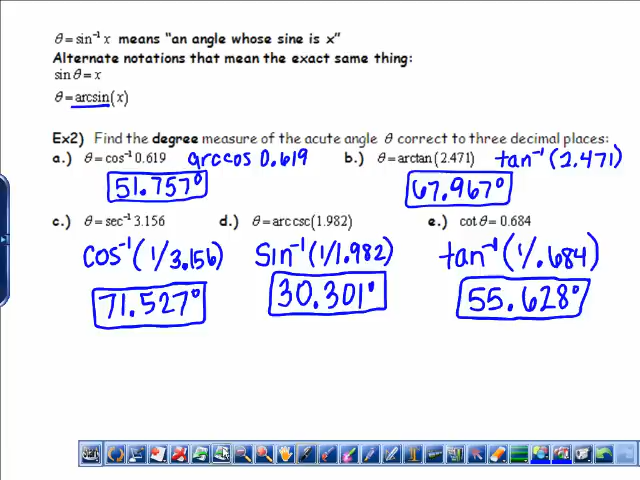 θ = sin⁻¹ x means "an angle whose sine is x"
Alternate notations that mean the exact same thing:
sin θ = x
θ = arcsin(x)
Ex2) Find the degree measure of the acute angle θ correct to three decimal places:
a.) θ = cos⁻¹ 0.619 arccos 0.619 b.) θ = arctan(2.471) tan⁻¹(2.471)
51.757° 67.967°
c.) θ = sec⁻¹ 3.156 d.) θ = arc csc(1.982) e.) cot θ = 0.684
cos⁻¹(1/3.156) sin⁻¹(1/1.982) tan⁻¹(1/.684)
71.527° 30.301° 55.628°